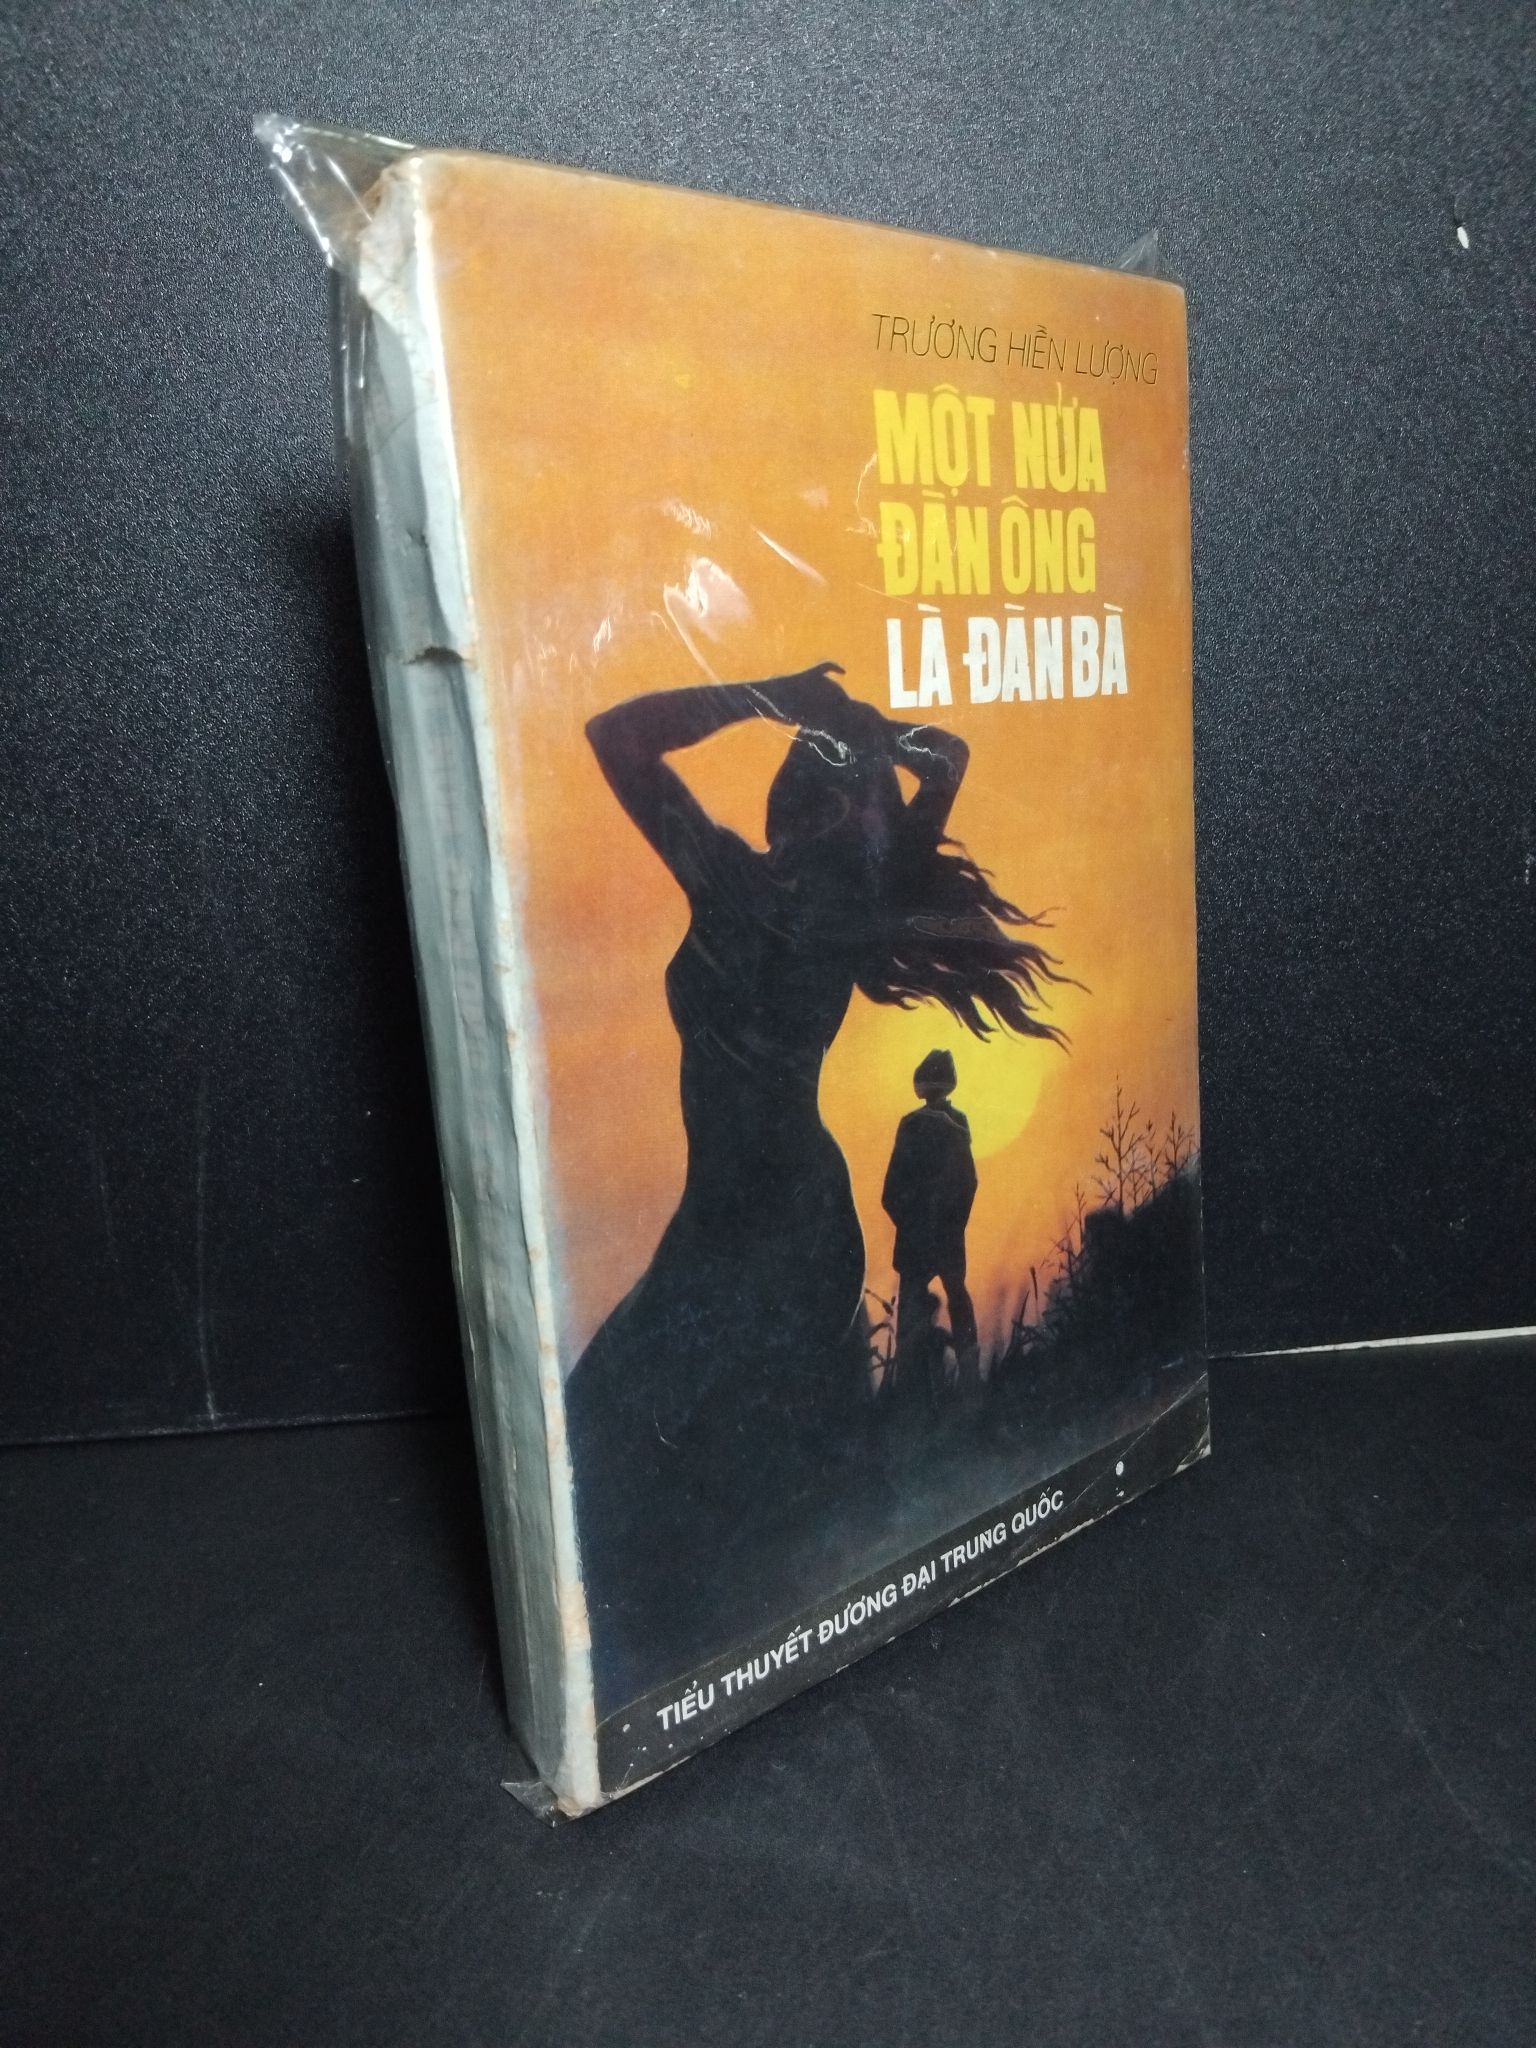 TRƯƠNG HIỀN LƯỢNG
MỘT NỬA
ĐÀN ÔNG
LÀ ĐÀN BÀ
TIỂU THUYẾT ĐƯƠNG ĐẠI TRUNG QUỐC